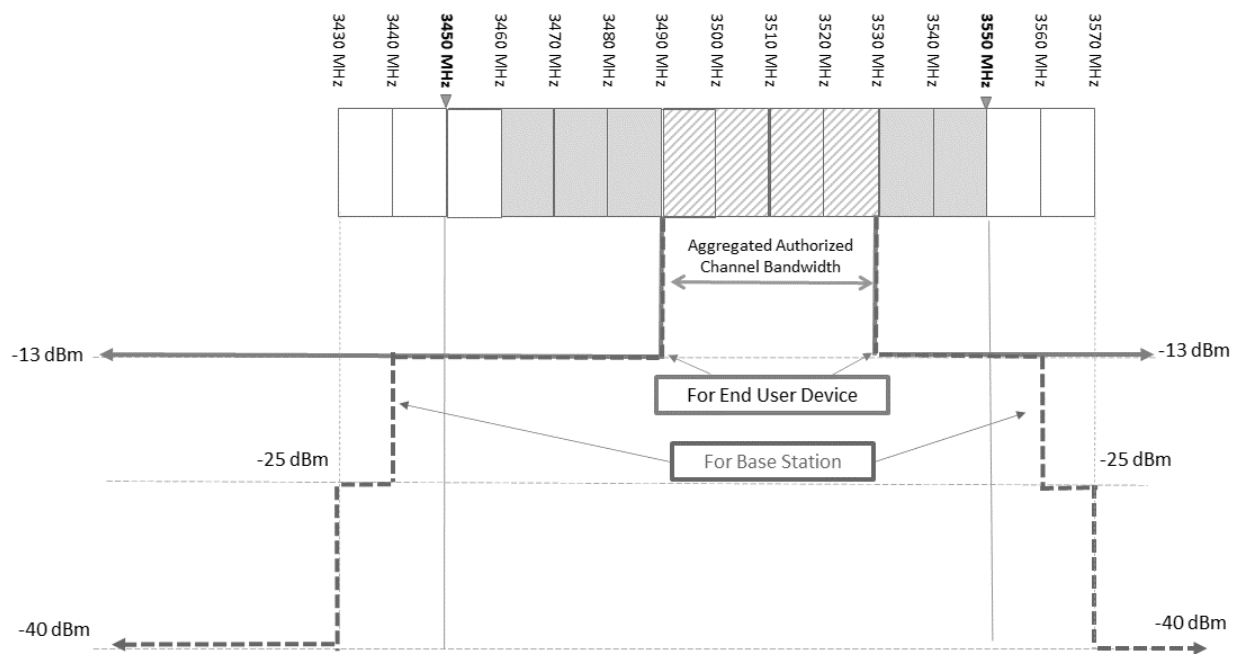 3430 MHz
3440 MHz
3450 MHz
3460 MHz
3470 MHz
3480 MHz
3490 MHz
3500 MHz
3510 MHz
3520 MHz
3530 MHz
3540 MHz
3550 MHz
3560 MHz
3570 MHz
Aggregated Authorized
Channel Bandwidth
-13 dBm
-13 dBm
For End User Device
-25 dBm
For Base Station
-25 dBm
-40 dBm
-40 dBm